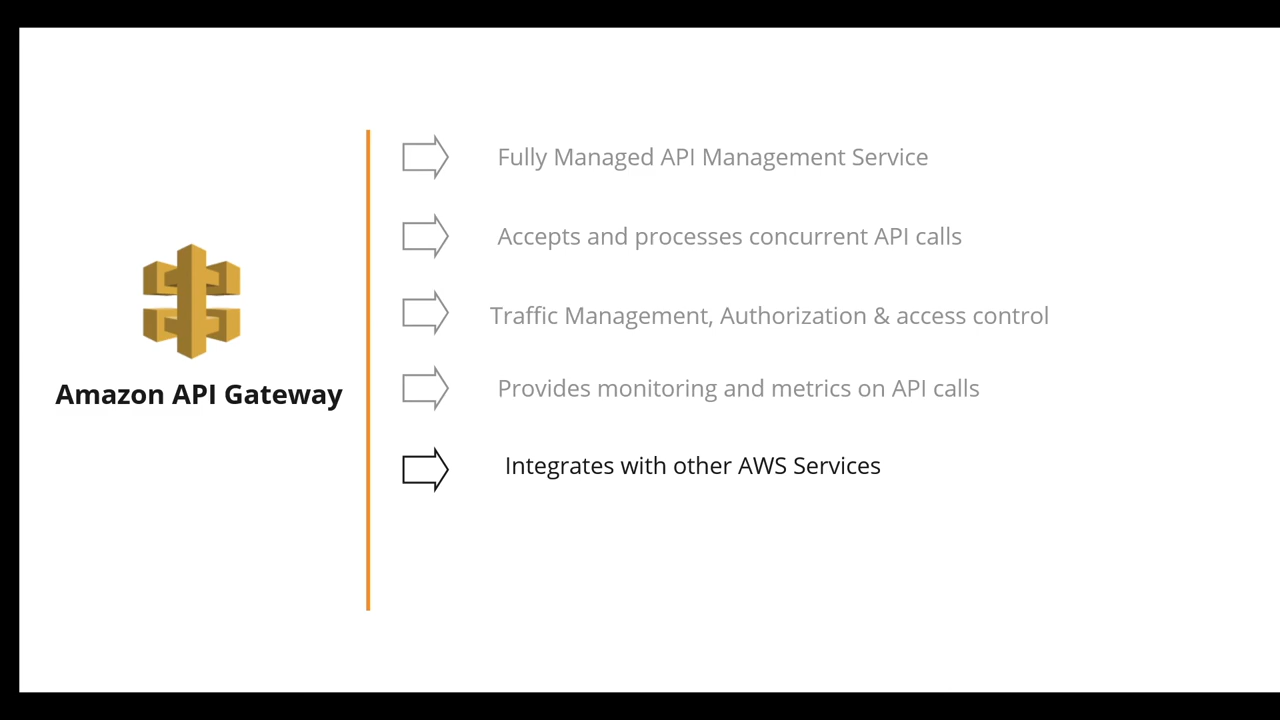 Amazon API Gateway
Fully Managed API Management Service
Accepts and processes concurrent API calls
Traffic Management, Authorization & access control
Provides monitoring and metrics on API calls
Integrates with other AWS Services